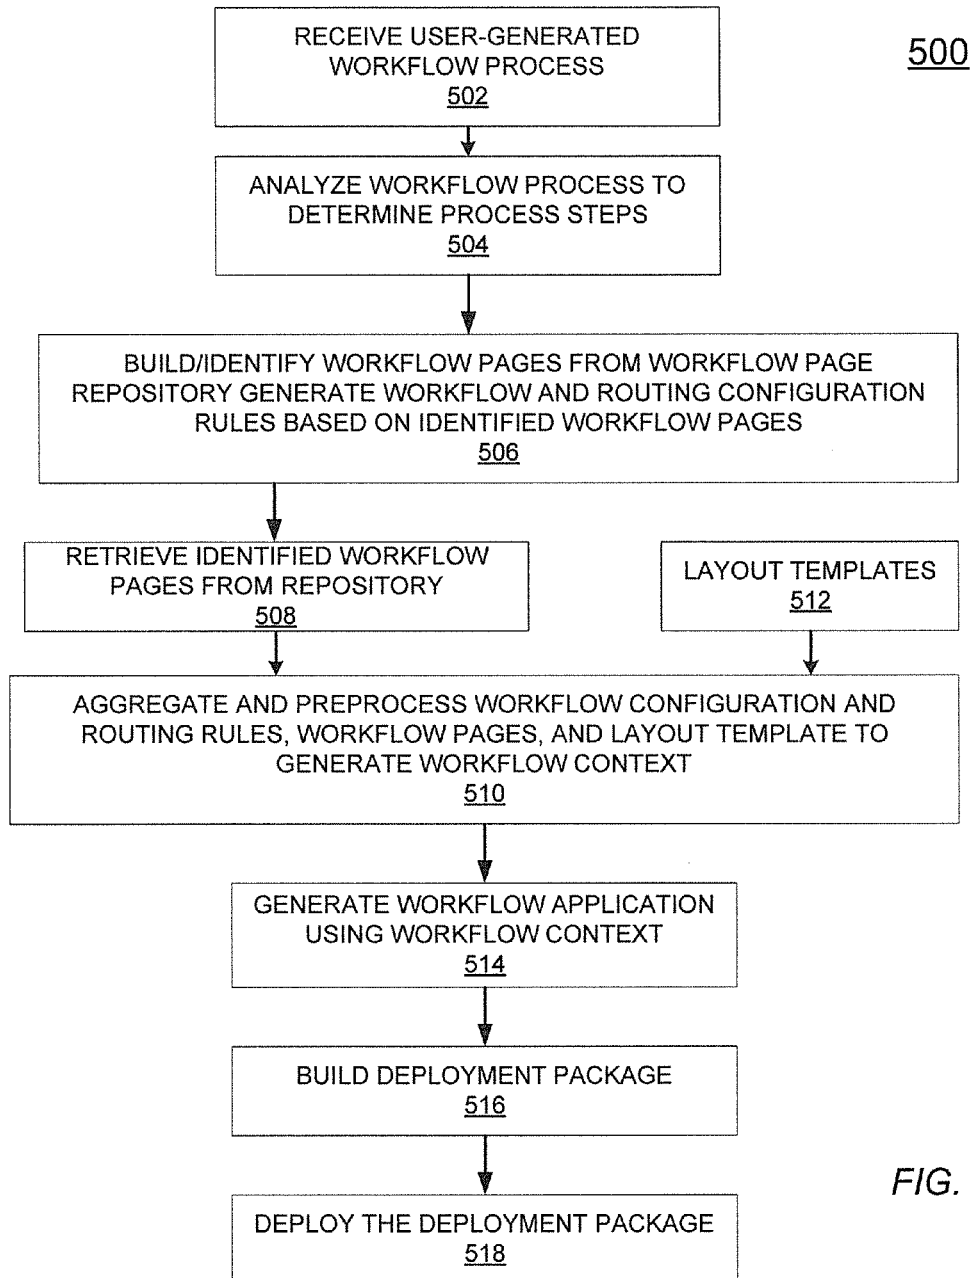 RECEIVE USER-GENERATED
WORKFLOW PROCESS
502
500
ANALYZE WORKFLOW PROCESS TO
DETERMINE PROCESS STEPS
504
BUILD/IDENTIFY WORKFLOW PAGES FROM WORKFLOW PAGE
REPOSITORY GENERATE WORKFLOW AND ROUTING CONFIGURATION
RULES BASED ON IDENTIFIED WORKFLOW PAGES
506
RETRIEVE IDENTIFIED WORKFLOW
PAGES FROM REPOSITORY
508
LAYOUT TEMPLATES
512
AGGREGATE AND PREPROCESS WORKFLOW CONFIGURATION AND
ROUTING RULES, WORKFLOW PAGES, AND LAYOUT TEMPLATE TO
GENERATE WORKFLOW CONTEXT
510
GENERATE WORKFLOW APPLICATION
USING WORKFLOW CONTEXT
514
BUILD DEPLOYMENT PACKAGE
516
FIG.
DEPLOY THE DEPLOYMENT PACKAGE
518